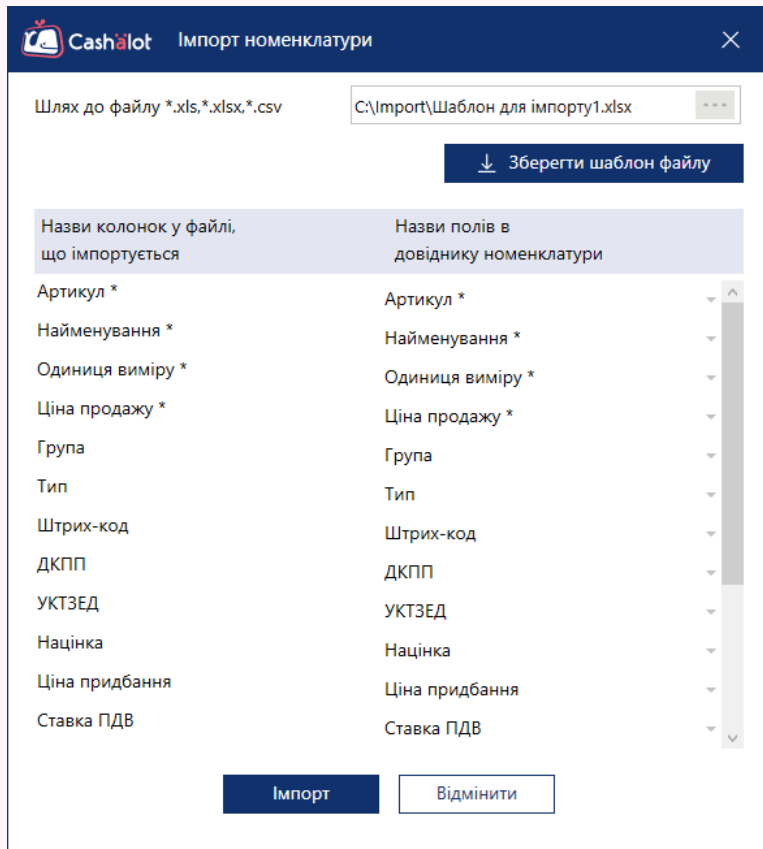 Cashalot Імпорт номенклатури
Шлях до файлу *.xls,*.xlsx,*.csv C:\Import\Шаблон для імпорту1.xlsx
Зберегти шаблон файлу
Назви колонок у файлі, Назви полів в
що імпортується довіднику номенклатури
Артикул * Артикул *
Найменування * Найменування *
Одиниця виміру * Одиниця виміру *
Ціна продажу * Ціна продажу *
Група Група
Тип Тип
Штрих-код Штрих-код
ДКПП ДКПП
УКТЗЕД УКТЗЕД
Націнка Націнка
Ціна придбання Ціна придбання
Ставка ПДВ Ставка ПДВ
Імпорт Відмінити